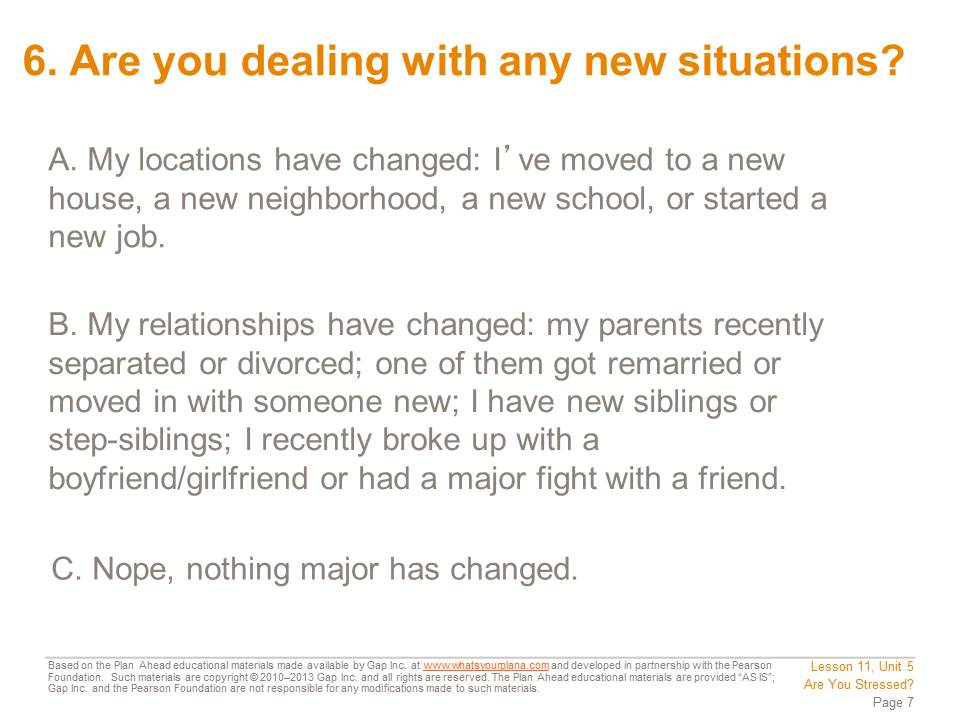 6. Are you dealing with any new situations?
A. My locations have changed: I’ve moved to a new
house, a new neighborhood, a new school, or started a
new job.
B. My relationships have changed: my parents recently
separated or divorced; one of them got remarried or
moved in with someone new; I have new siblings or
step-siblings; I recently broke up with a
boyfriend/girlfriend or had a major fight with a friend.
C. Nope, nothing major has changed.
Based on the Plan Ahead educational materials made available by Gap Inc. at www.whatsyourplana.com and developed in partnership with the Pearson
Foundation. Such materials are copyright © 2010–2013 Gap Inc. and all rights are reserved. The Plan Ahead educational materials are provided “AS IS”;
Gap Inc. and the Pearson Foundation are not responsible for any modifications made to such materials.
Lesson 11, Unit 5
Are You Stressed?
Page 7